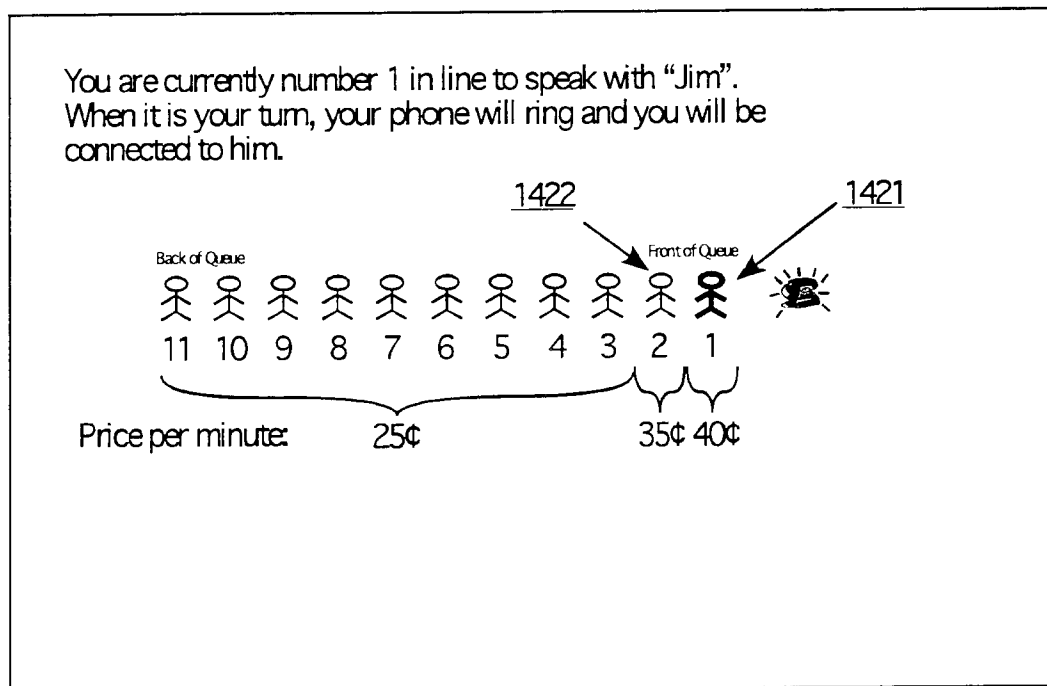 You are currently number 1 in line to speak with “Jim”.
When it is your turn, your phone will ring and you will be
connected to him.
1422 1421
Back of Queue Front of Queue
11 10 9 8 7 6 5 4 3 2 1
Price per minute: 25¢ 35¢ 40¢